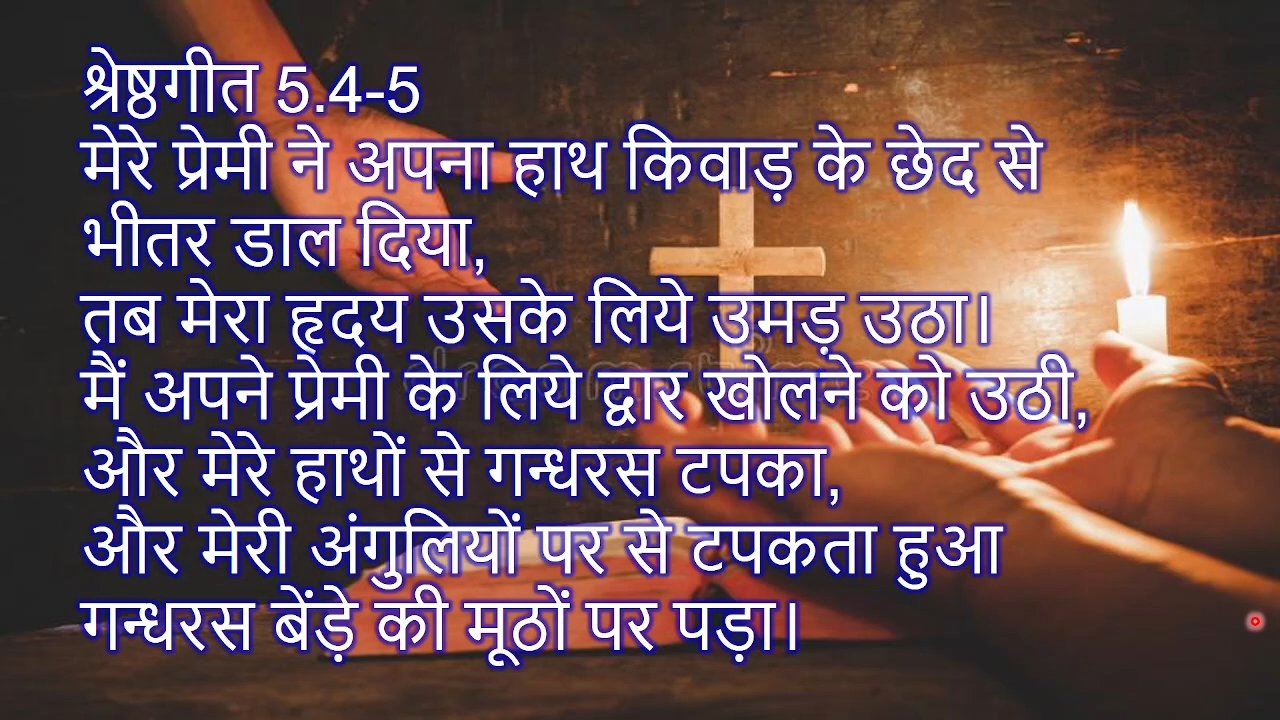 श्रेष्ठगीत 5.4-5
मेरे प्रेमी ने अपना हाथ किवाड़ के छेद से
भीतर डाल दिया,
तब मेरा हृदय उसके लिये उमड़ उठा।
मैं अपने प्रेमी के लिये द्वार खोलने को उठी,
और मेरे हाथों से गन्धरस टपका,
और मेरी अंगुलियों पर से टपकता हुआ
गन्धरस बेंड़े की मूठों पर पड़ा।